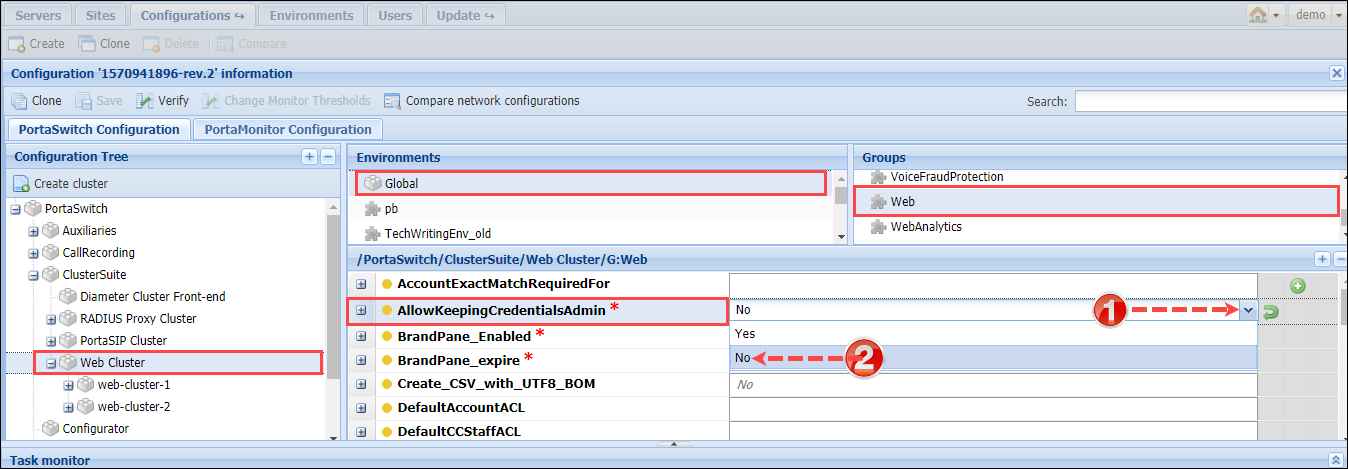 Servers Sites Configurations ↪ Environments Users Update ↪ demo
Create Clone Delete Compare
Configuration '1570941896-rev.2' information
Clone Save Verify Change Monitor Thresholds Compare network configurations Search:
PortaSwitch Configuration PortaMonitor Configuration
Configuration Tree
Create cluster
PortaSwitch
Auxiliaries
CallRecording
ClusterSuite
Diameter Cluster Front-end
RADIUS Proxy Cluster
PortaSIP Cluster
Web Cluster
web-cluster-1
web-cluster-2
Configurator
Environments
Global
pb
TechWritingEnv_old
Groups
VoiceFraudProtection
Web
WebAnalytics
/PortaSwitch/ClusterSuite/Web Cluster/G:Web
AccountExactMatchRequiredFor
AllowKeepingCredentialsAdmin * No 1
BrandPane_Enabled * Yes
BrandPane_expire * No 2
Create_CSV_with_UTF8_BOM No
DefaultAccountACL
DefaultCCStaffACL
Task monitor